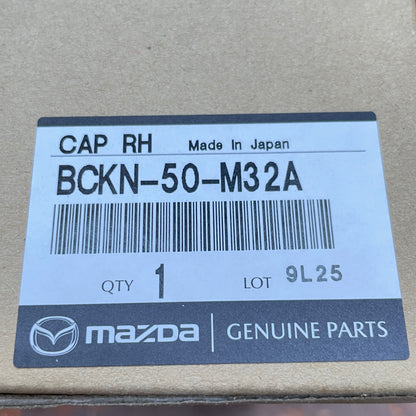 CAP RH Made In Japan
BCKN-50-M32A
QTY 1 LOT 9L25
mazda GENUINE PARTS